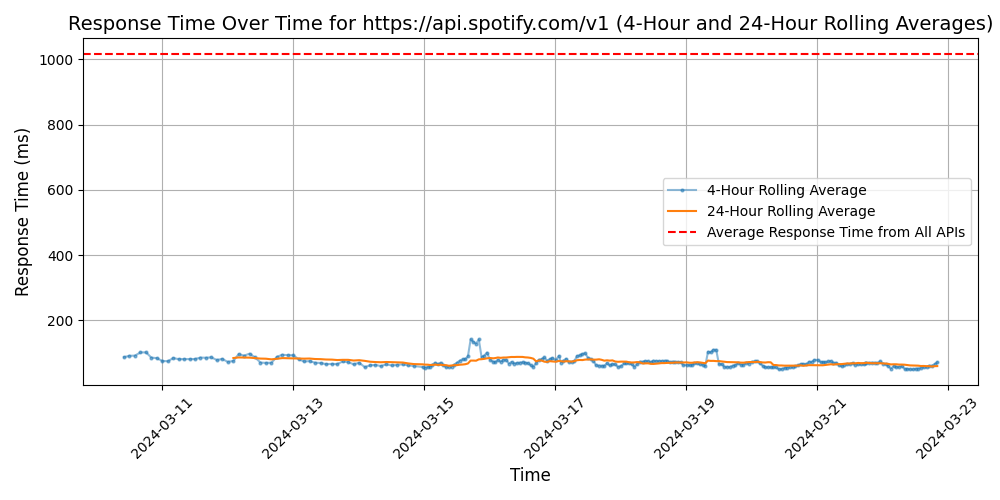 Response Time Over Time for https://api.spotify.com/v1 (4-Hour and 24-Hour Rolling Averages)
Response Time (ms)
1000
800
600
400
200
4-Hour Rolling Average
24-Hour Rolling Average
Average Response Time from All APIs
2024-03-11
2024-03-13
2024-03-15
2024-03-17
2024-03-19
2024-03-21
2024-03-23
Time